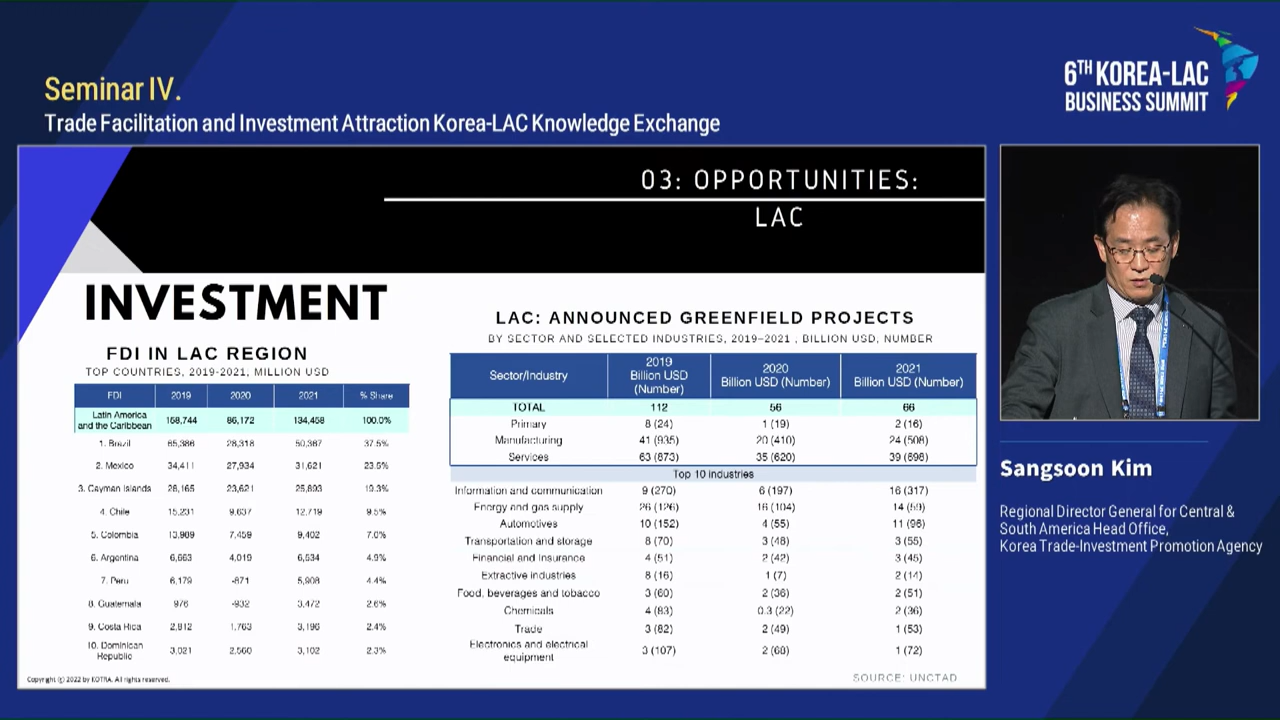 Seminar IV.
Trade Facilitation and Investment Attraction Korea-LAC Knowledge Exchange
6TH KOREA-LAC
BUSINESS SUMMIT
03: OPPORTUNITIES:
LAC
INVESTMENT
FDI IN LAC REGION
TOP COUNTRIES, 2019-2021, MILLION USD
FDI 2019 2020 2021 % Share
Latin America
and the Caribbean 158,744 86,172 134,458 100.0%
1. Brazil 65,386 28,318 50,367 37.5%
2. Mexico 34,411 27,934 31,621 23.5%
3. Cayman Islands 28,165 23,621 25,893 19.3%
4. Chile 15,231 9,637 12,719 9.5%
5. Colombia 13,989 7,459 9,402 7.0%
6. Argentina 6,663 4,019 6,534 4.9%
7. Peru 6,179 -871 5,908 4.4%
8. Guatemala 976 -932 3,472 2.6%
9. Costa Rica 2,812 1,763 3,196 2.4%
10. Dominican
Republic 3,021 2,560 3,102 2.3%
LAC: ANNOUNCED GREENFIELD PROJECTS
BY SECTOR AND SELECTED INDUSTRIES, 2019–2021 , BILLION USD, NUMBER
Sector/Industry 2019
Billion USD
(Number) 2020
Billion USD (Number) 2021
Billion USD (Number)
TOTAL 112 56 66
Primary 8 (24) 1 (19) 2 (16)
Manufacturing 41 (935) 20 (410) 24 (508)
Services 63 (873) 35 (620) 39 (698)
Top 10 industries
Information and communication 9 (270) 6 (197) 16 (317)
Energy and gas supply 26 (126) 16 (104) 14 (59)
Automotives 10 (152) 4 (55) 11 (96)
Transportation and storage 8 (70) 3 (48) 3 (55)
Financial and insurance 4 (51) 2 (42) 3 (45)
Extractive industries 8 (16) 1 (7) 2 (14)
Food, beverages and tobacco 3 (60) 2 (36) 2 (51)
Chemicals 4 (83) 0.3 (22) 2 (36)
Trade 3 (82) 2 (49) 1 (53)
Electronics and electrical
equipment 3 (107) 2 (68) 1 (72)
Copyright ⓒ 2022 by KOTRA. All rights reserved.
SOURCE: UNCTAD
Sangsoon Kim
Regional Director General for Central &
South America Head Office,
Korea Trade-Investment Promotion Agency